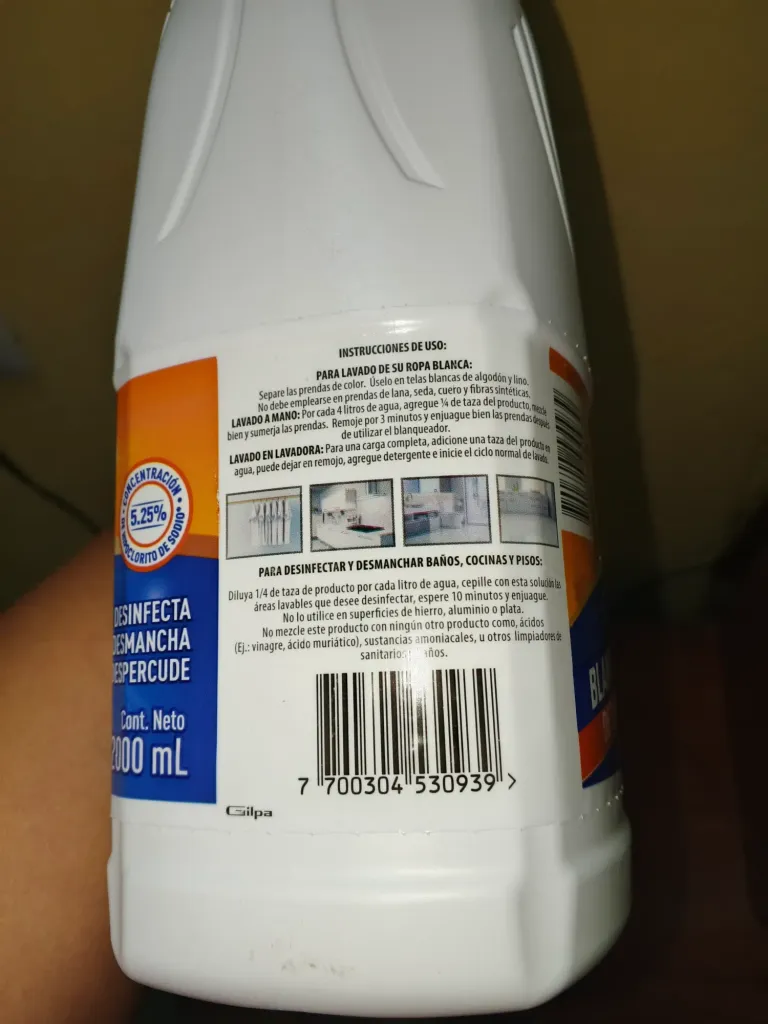 INSTRUCCIONES DE USO:
PARA LAVADO DE SU ROPA BLANCA:
Separe las prendas de color. Úselo en telas blancas de algodón y lino.
No debe emplearse en prendas de lana, seda, cuero y fibras sintéticas.
LAVADO A MANO: Por cada 4 litros de agua, agregue ¼ de taza del producto, mezcle
bien y sumerja las prendas. Remoje por 3 minutos y enjuague bien las prendas después
de utilizar el blanqueador.
LAVADO EN LAVADORA: Para una carga completa, adicione una taza del producto en
agua, puede dejar en remojo, agregue detergente e inicie el ciclo normal de lavado.
PARA DESINFECTAR Y DESMANCHAR BAÑOS, COCINAS Y PISOS:
Diluya 1/4 de taza de producto por cada litro de agua, cepille con esta solución las
áreas lavables que desee desinfectar, espere 10 minutos y enjuague.
No lo utilice en superficies de hierro, aluminio o plata.
No mezcle este producto con ningún otro producto como, ácidos
(Ej.: vinagre, ácido muriático), sustancias amoniacales, u otros limpiadores de
sanitarios baños.
7 700304 530939 >
Gilpa
CONCENTRACIÓN
5.25%
HIPOCLORITO DE SODIO
DESINFECTA
DESMANCHA
DESPERCUDE
Cont. Neto
2000 mL